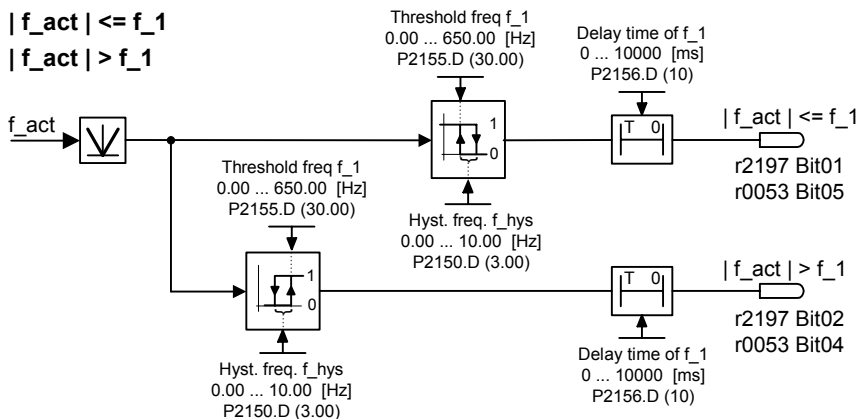 | f_act | <= f_1
| f_act | > f_1
Threshold freq f_1
0.00 ... 650.00 [Hz]
P2155.D (30.00)
Delay time of f_1
0 ... 10000 [ms]
P2156.D (10)
f_act
1
0
T 0
| f_act | <= f_1
r2197 Bit01
r0053 Bit05
Threshold freq f_1
0.00 ... 650.00 [Hz]
P2155.D (30.00)
Hyst. freq. f_hys
0.00 ... 10.00 [Hz]
P2150.D (3.00)
1
0
T 0
| f_act | > f_1
r2197 Bit02
r0053 Bit04
Hyst. freq. f_hys
0.00 ... 10.00 [Hz]
P2150.D (3.00)
Delay time of f_1
0 ... 10000 [ms]
P2156.D (10)